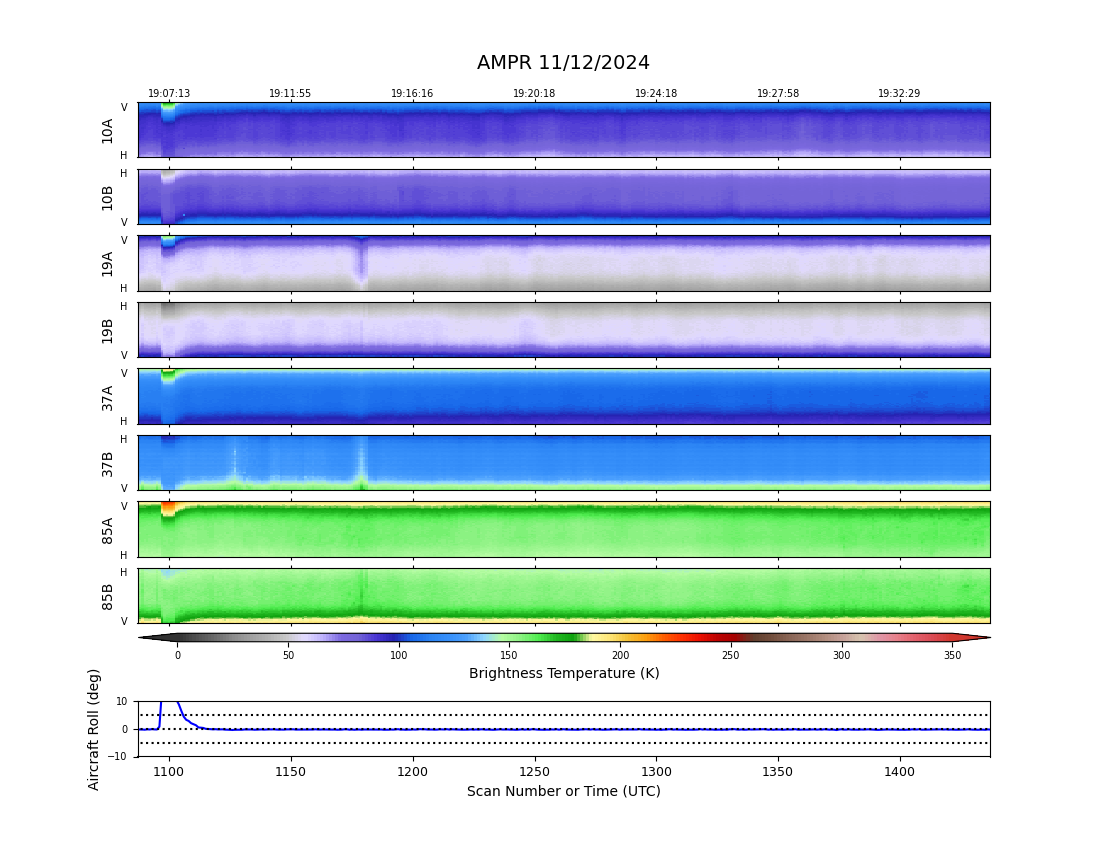 AMPR 11/12/2024
19:07:13 19:11:55 19:16:16 19:20:18 19:24:18 19:27:58 19:32:29
V
10A
H
H
10B
V
V
19A
H
H
19B
V
V
37A
H
H
37B
V
V
85A
H
H
85B
V
0 50 100 150 200 250 300 350
Brightness Temperature (K)
Aircraft Roll (deg)
10
0
−10
1100 1150 1200 1250 1300 1350 1400
Scan Number or Time (UTC)